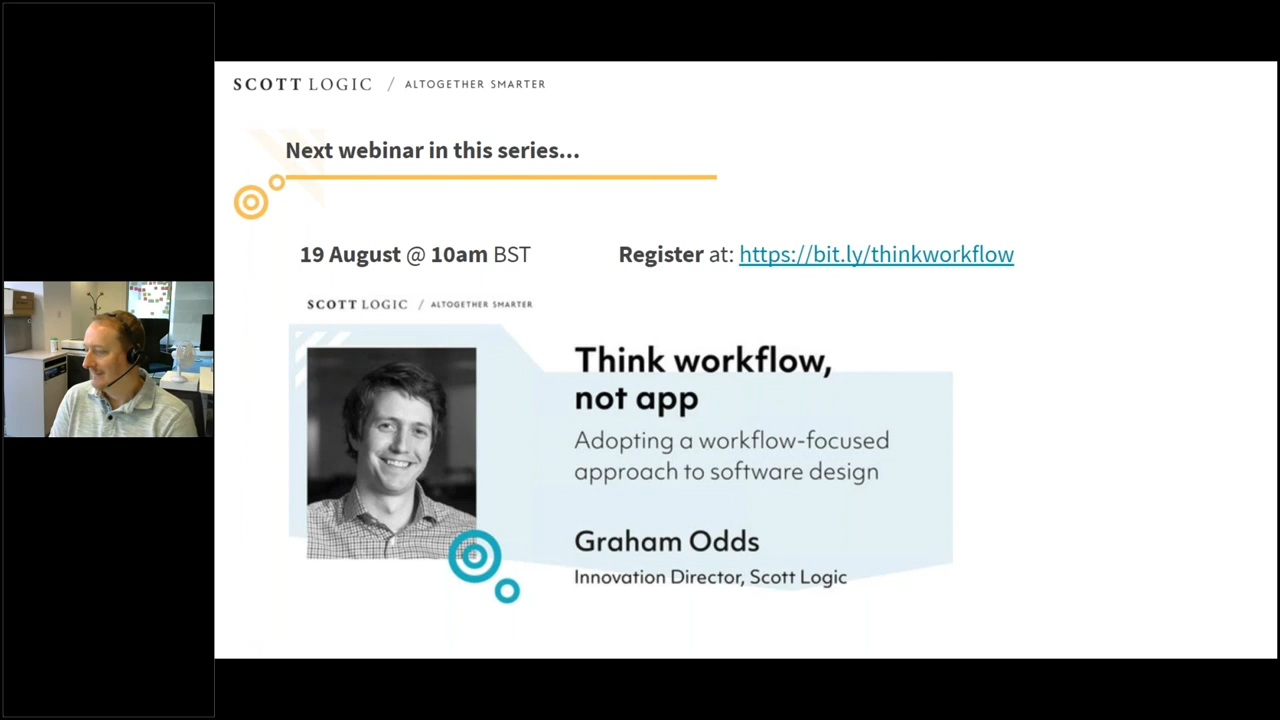 SCOTT LOGIC / ALTOGETHER SMARTER
Next webinar in this series...
19 August @ 10am BST
Register at: https://bit.ly/thinkworkflow
SCOTT LOGIC / ALTOGETHER SMARTER
Think workflow,
not app
Adopting a workflow-focused
approach to software design
Graham Odds
Innovation Director, Scott Logic